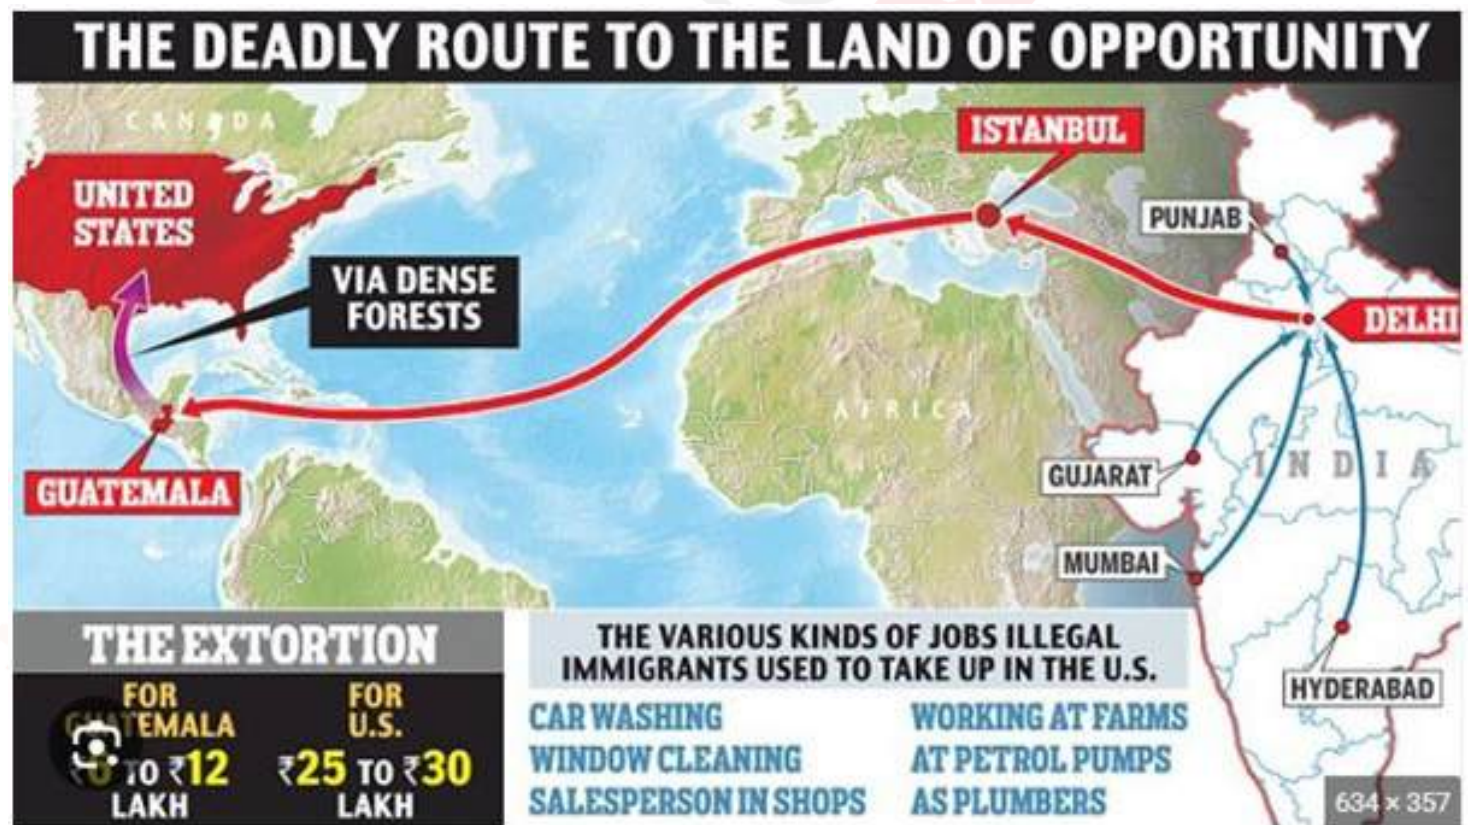 THE DEADLY ROUTE TO THE LAND OF OPPORTUNITY
CANADA
UNITED
STATES
VIA DENSE
FORESTS
ISTANBUL
PUNJAB
DELHI
AFRICA
GUATEMALA
GUJARAT
INDIA
MUMBAI
HYDERABAD
THE EXTORTION
FOR
GUATEMALA
TO ₹12
LAKH
FOR
U.S.
₹25 TO ₹30
LAKH
THE VARIOUS KINDS OF JOBS ILLEGAL
IMMIGRANTS USED TO TAKE UP IN THE U.S.
CAR WASHING
WINDOW CLEANING
SALESPERSON IN SHOPS
WORKING AT FARMS
AT PETROL PUMPS
AS PLUMBERS
634 × 357